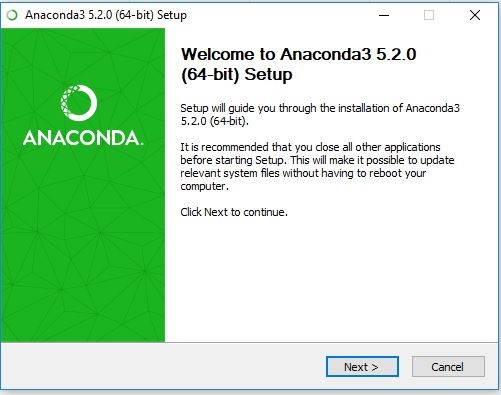 Anaconda3 5.2.0 (64-bit) Setup
ANACONDA.
Welcome to Anaconda3 5.2.0
(64-bit) Setup
Setup will guide you through the installation of Anaconda3
5.2.0 (64-bit).
It is recommended that you close all other applications
before starting Setup. This will make it possible to update
relevant system files without having to reboot your
computer.
Click Next to continue.
Next >
Cancel